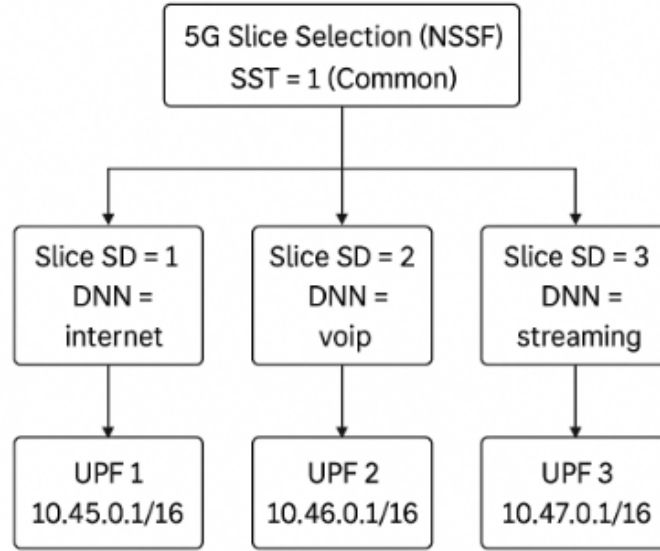 5G Slice Selection (NSSF)
SST = 1 (Common)
Slice SD = 1
DNN =
internet
Slice SD = 2
DNN =
voip
Slice SD = 3
DNN =
streaming
UPF 1
10.45.0.1/16
UPF 2
10.46.0.1/16
UPF 3
10.47.0.1/16